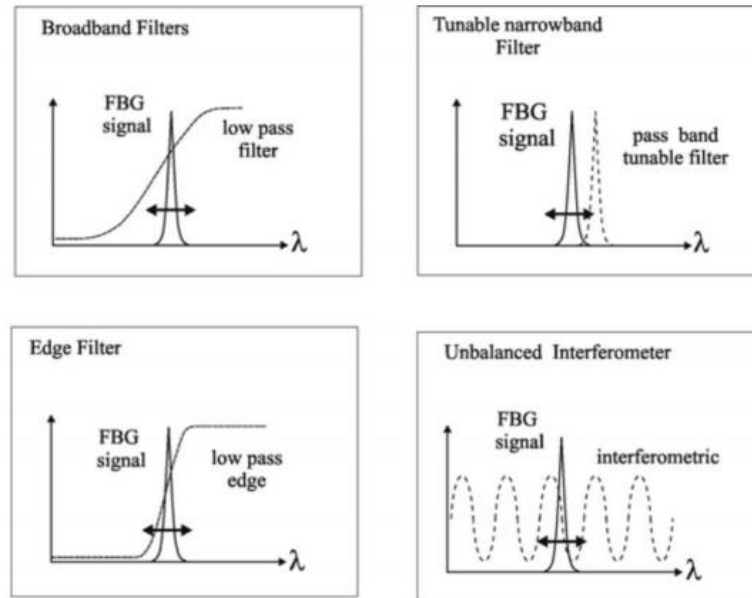 Broadband Filters
FBG
signal
low pass
filter
λ
Tunable narrowband
Filter
FBG
signal
pass band
tunable filter
λ
Edge Filter
FBG
signal
low pass
edge
λ
Unbalanced Interferometer
FBG
signal
interferometric
λ